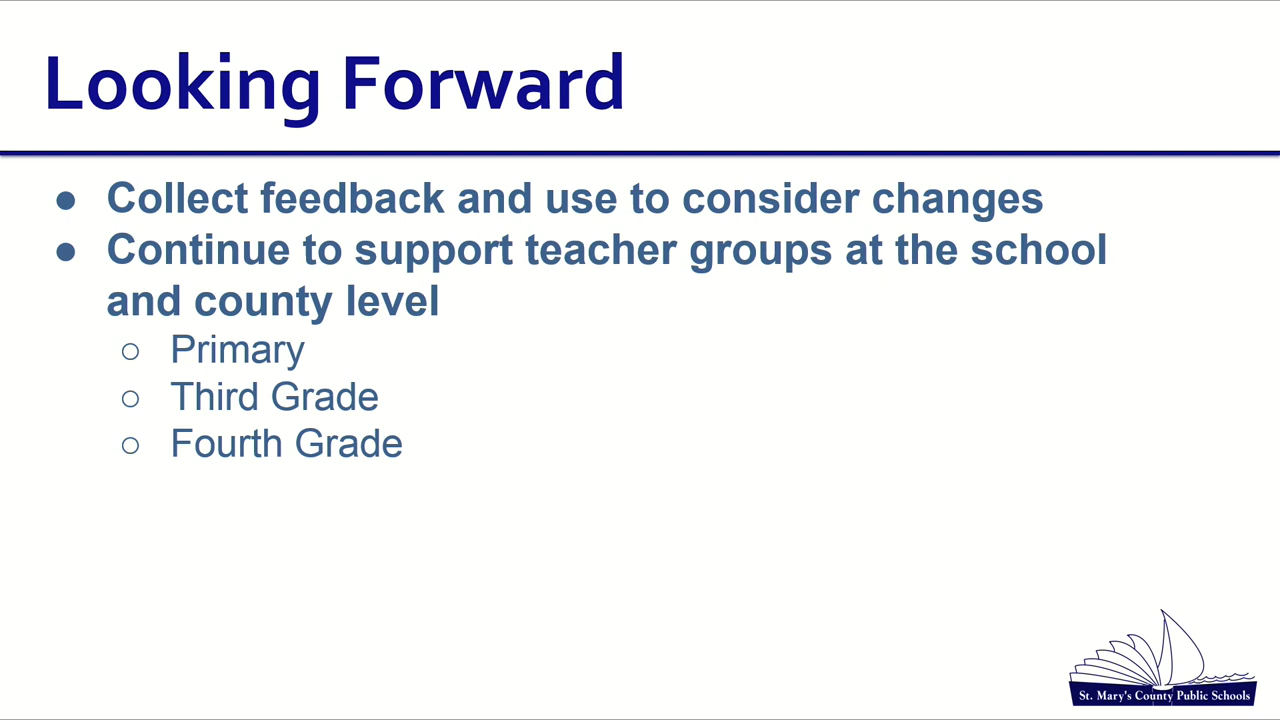 Looking Forward
● Collect feedback and use to consider changes
● Continue to support teacher groups at the school
and county level
○ Primary
○ Third Grade
○ Fourth Grade
St. Mary's County Public Schools